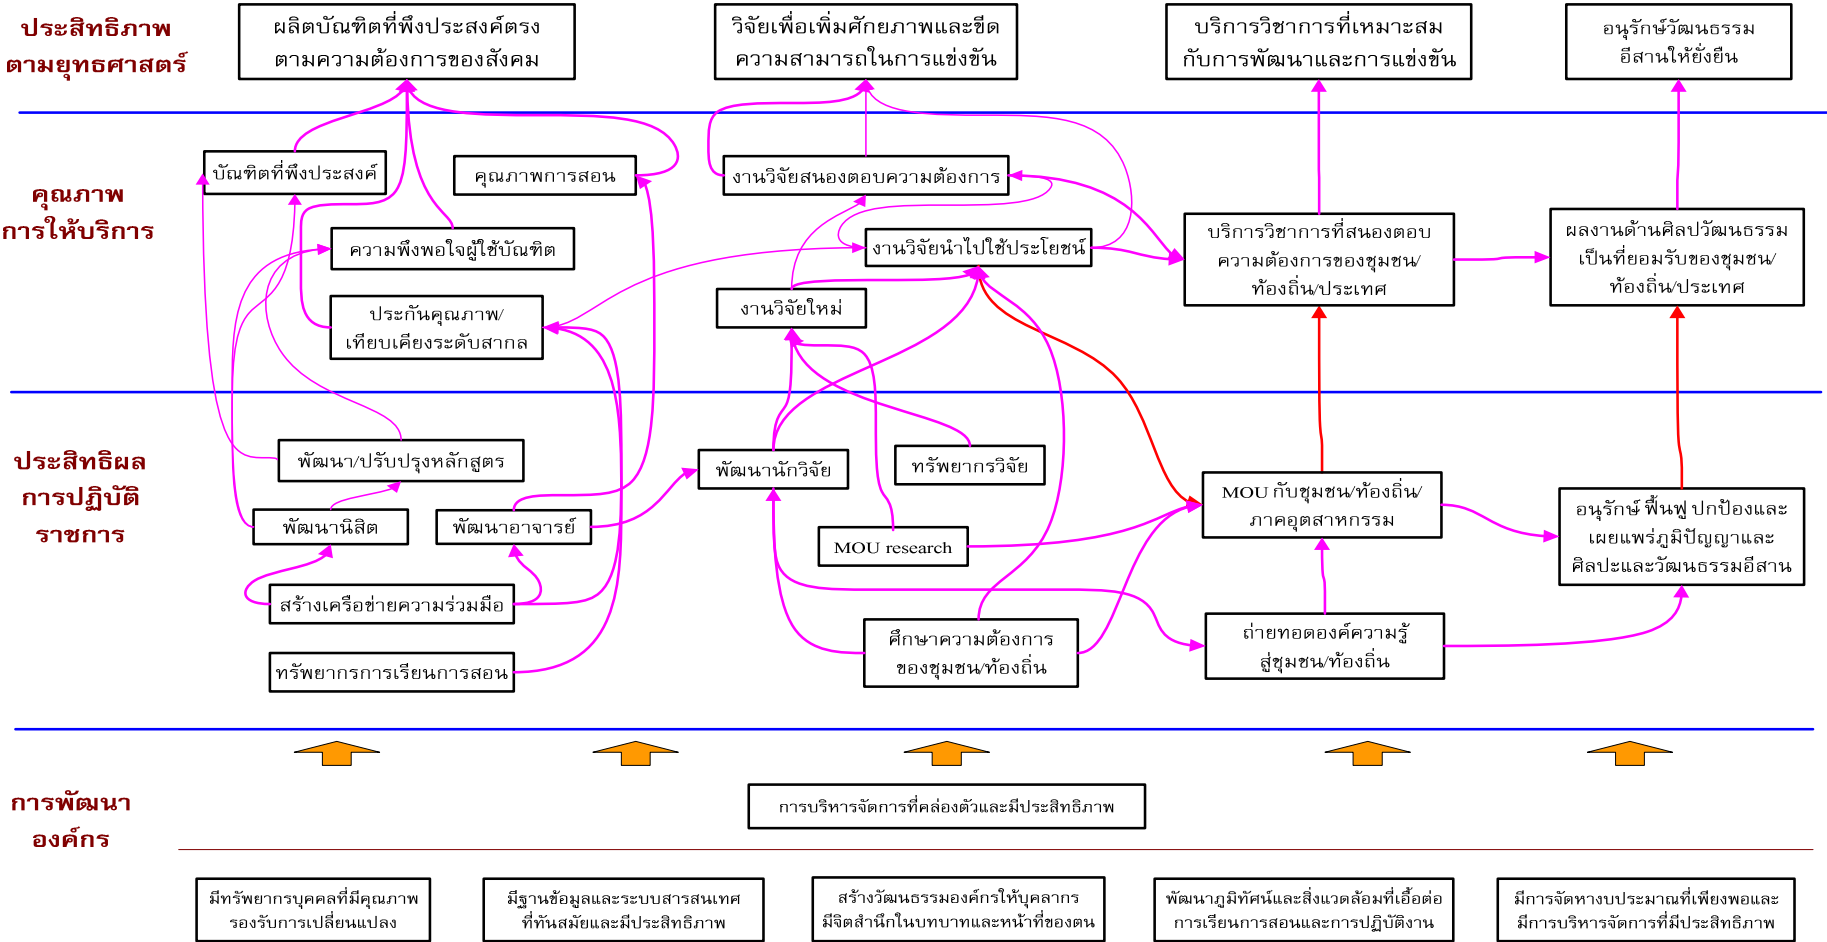 ประสิทธิภาพ
ตามยุทธศาสตร์
ผลิตบัณฑิตที่พึงประสงค์ตรง
ตามความต้องการของสังคม
วิจัยเพื่อเพิ่มศักยภาพและขีด
ความสามารถในการแข่งขัน
บริการวิชาการที่เหมาะสม
กับการพัฒนาและการแข่งขัน
อนุรักษ์วัฒนธรรม
อีสานให้ยั่งยืน
คุณภาพ
การให้บริการ
บัณฑิตที่พึงประสงค์
คุณภาพการสอน
งานวิจัยสนองตอบความต้องการ
ความพึงพอใจผู้ใช้บัณฑิต
งานวิจัยนำไปใช้ประโยชน์
บริการวิชาการที่สนองตอบ
ความต้องการของชุมชน/
ท้องถิ่น/ประเทศ
ผลงานด้านศิลปวัฒนธรรม
เป็นที่ยอมรับของชุมชน/
ท้องถิ่น/ประเทศ
ประกันคุณภาพ/
เทียบเคียงระดับสากล
งานวิจัยใหม่
ประสิทธิผล
การปฏิบัติ
ราชการ
พัฒนา/ปรับปรุงหลักสูตร
พัฒนานักวิจัย
ทรัพยากรวิจัย
MOU กับชุมชน/ท้องถิ่น/
ภาคอุตสาหกรรม
อนุรักษ์ ฟื้นฟู ปกป้องและ
เผยแพร่ภูมิปัญญาและ
ศิลปะและวัฒนธรรมอีสาน
พัฒนานิสิต
พัฒนาอาจารย์
MOU research
สร้างเครือข่ายความร่วมมือ
ศึกษาความต้องการ
ของชุมชน/ท้องถิ่น
ถ่ายทอดองค์ความรู้
สู่ชุมชน/ท้องถิ่น
ทรัพยากรการเรียนการสอน
การพัฒนา
องค์กร
การบริหารจัดการที่คล่องตัวและมีประสิทธิภาพ
มีทรัพยากรบุคคลที่มีคุณภาพ
รองรับการเปลี่ยนแปลง
มีฐานข้อมูลและระบบสารสนเทศ
ที่ทันสมัยและมีประสิทธิภาพ
สร้างวัฒนธรรมองค์กรให้บุคลากร
มีจิตสำนึกในบทบาทและหน้าที่ของตน
พัฒนาภูมิทัศน์และสิ่งแวดล้อมที่เอื้อต่อ
การเรียนการสอนและการปฏิบัติงาน
มีการจัดหางบประมาณที่เพียงพอและ
มีการบริหารจัดการที่มีประสิทธิภาพ